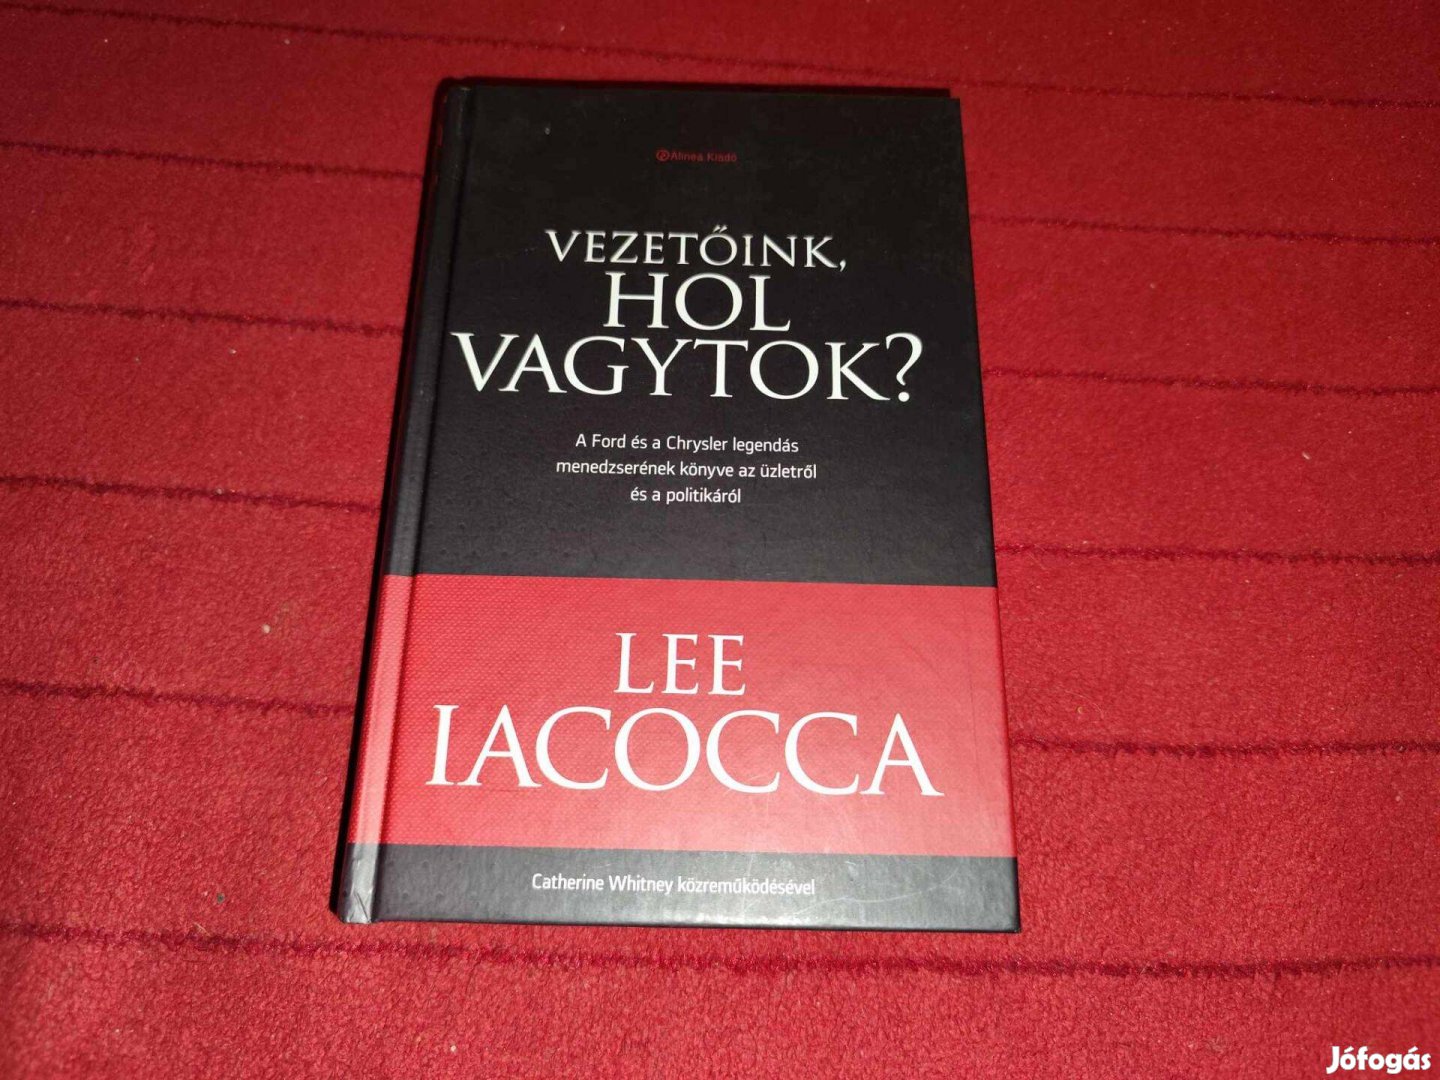 Alinea Kiadó
VEZETŐINK,
HOL
VAGYTOK?
A Ford és a Chrysler legendás
menedzserének könyve az üzletről
és a politikáról
LEE
IACOCCA
Catherine Whitney közreműködésével
Jófogás